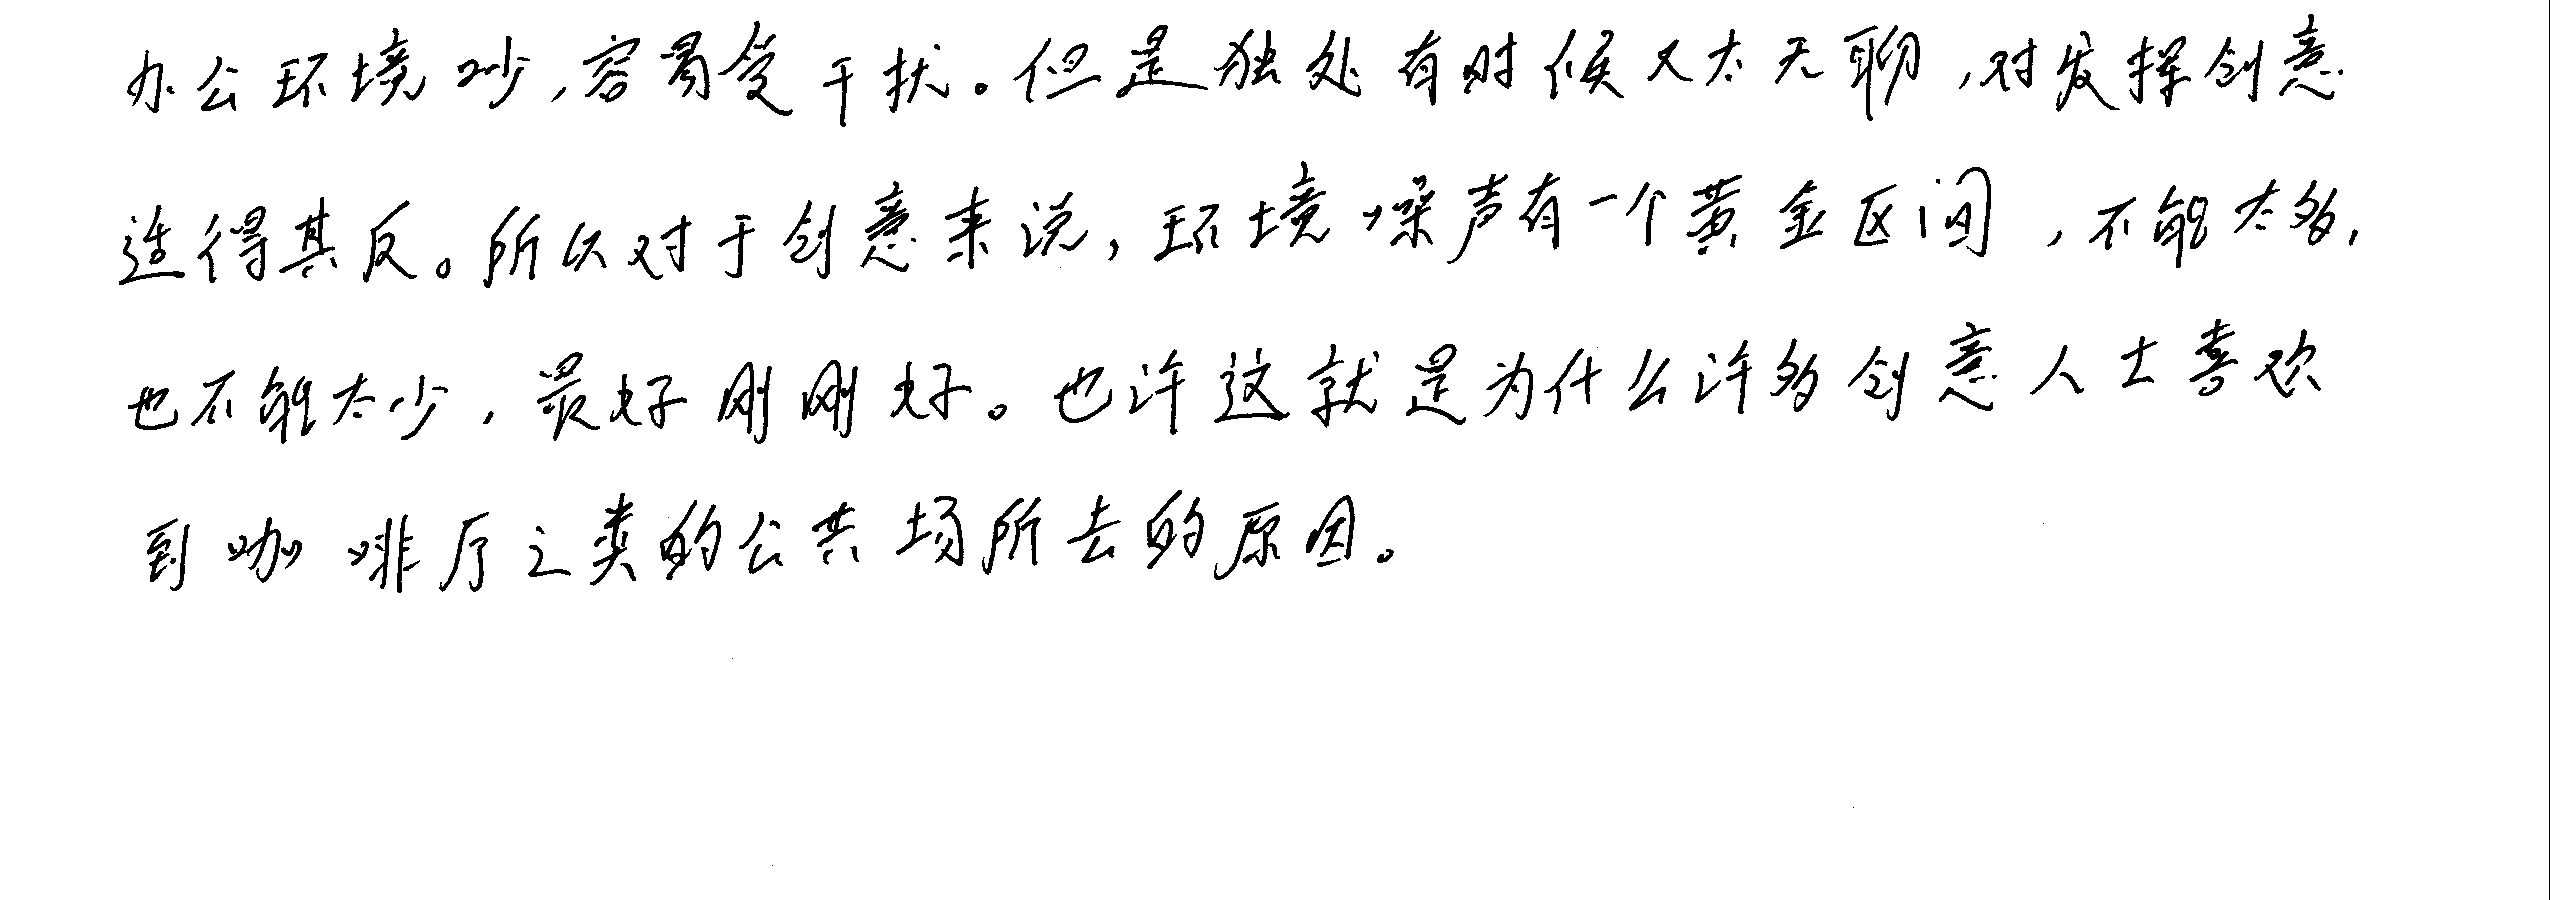 办公环境吵,容易受干扰。但是独处有时候又太无聊,对发挥创意
适得其反。所以对于创意来说,环境噪声有一个黄金区间,不能太多,
也不能太少,最好刚刚好。也许这就是为什么许多创意人士喜欢
到咖啡厅之类的公共场所去的原因。